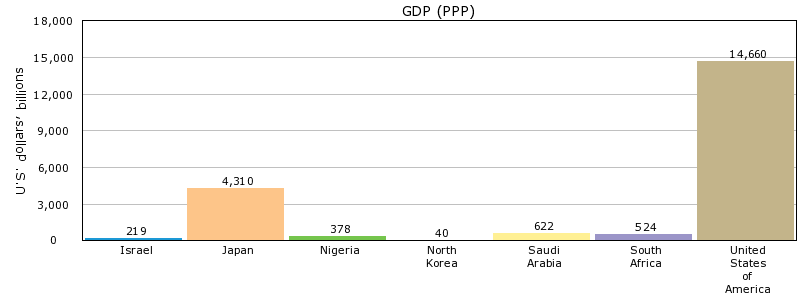 GDP (PPP)
18,000
15,000
12,000
9,000
6,000
3,000
0
U.S. dollars, billions
219
4,310
378
40
622
524
14,660
Israel
Japan
Nigeria
North
Korea
Saudi
Arabia
South
Africa
United
States
of
America